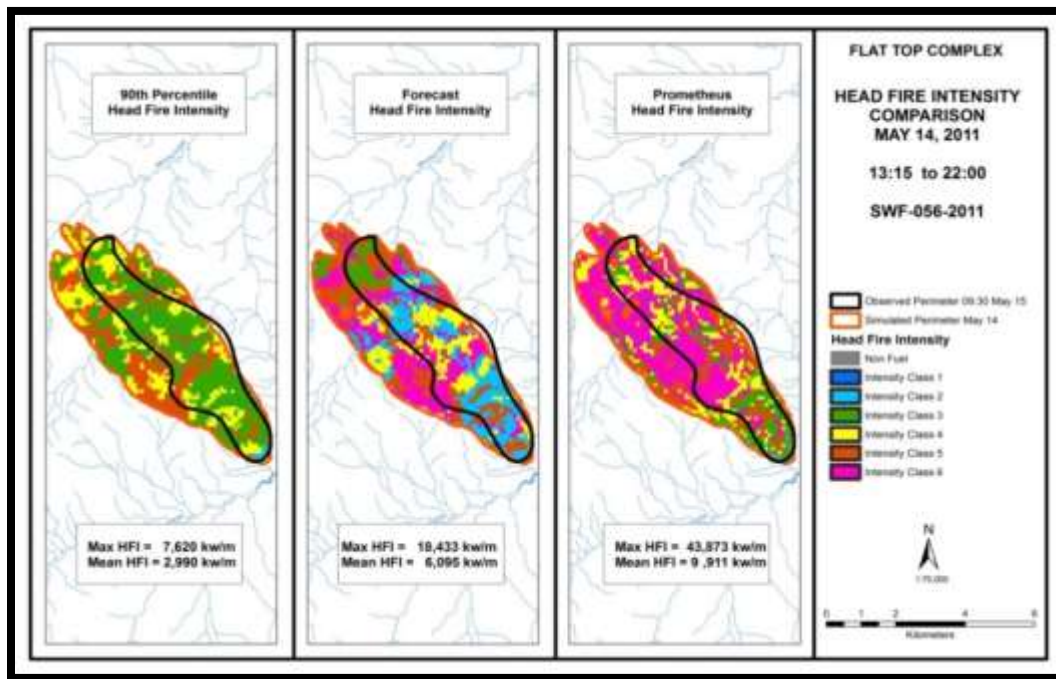 90th Percentile
Head Fire Intensity
Max HFI = 7,620 kw/m
Mean HFI = 2,990 kw/m
Forecast
Head Fire Intensity
Max HFI = 18,433 kw/m
Mean HFI = 6,095 kw/m
Prometheus
Head Fire Intensity
Max HFI = 43,873 kw/m
Mean HFI = 9 ,911 kw/m
FLAT TOP COMPLEX
HEAD FIRE INTENSITY
COMPARISON
MAY 14, 2011
13:15 to 22:00
SWF-056-2011
Observed Perimeter 09:30 May 15
Simulated Perimeter May 14
Head Fire Intensity
Non Fuel
Intensity Class 1
Intensity Class 2
Intensity Class 3
Intensity Class 4
Intensity Class 5
Intensity Class 6
N
1:75,000
0 1 2 4 6
Kilometers